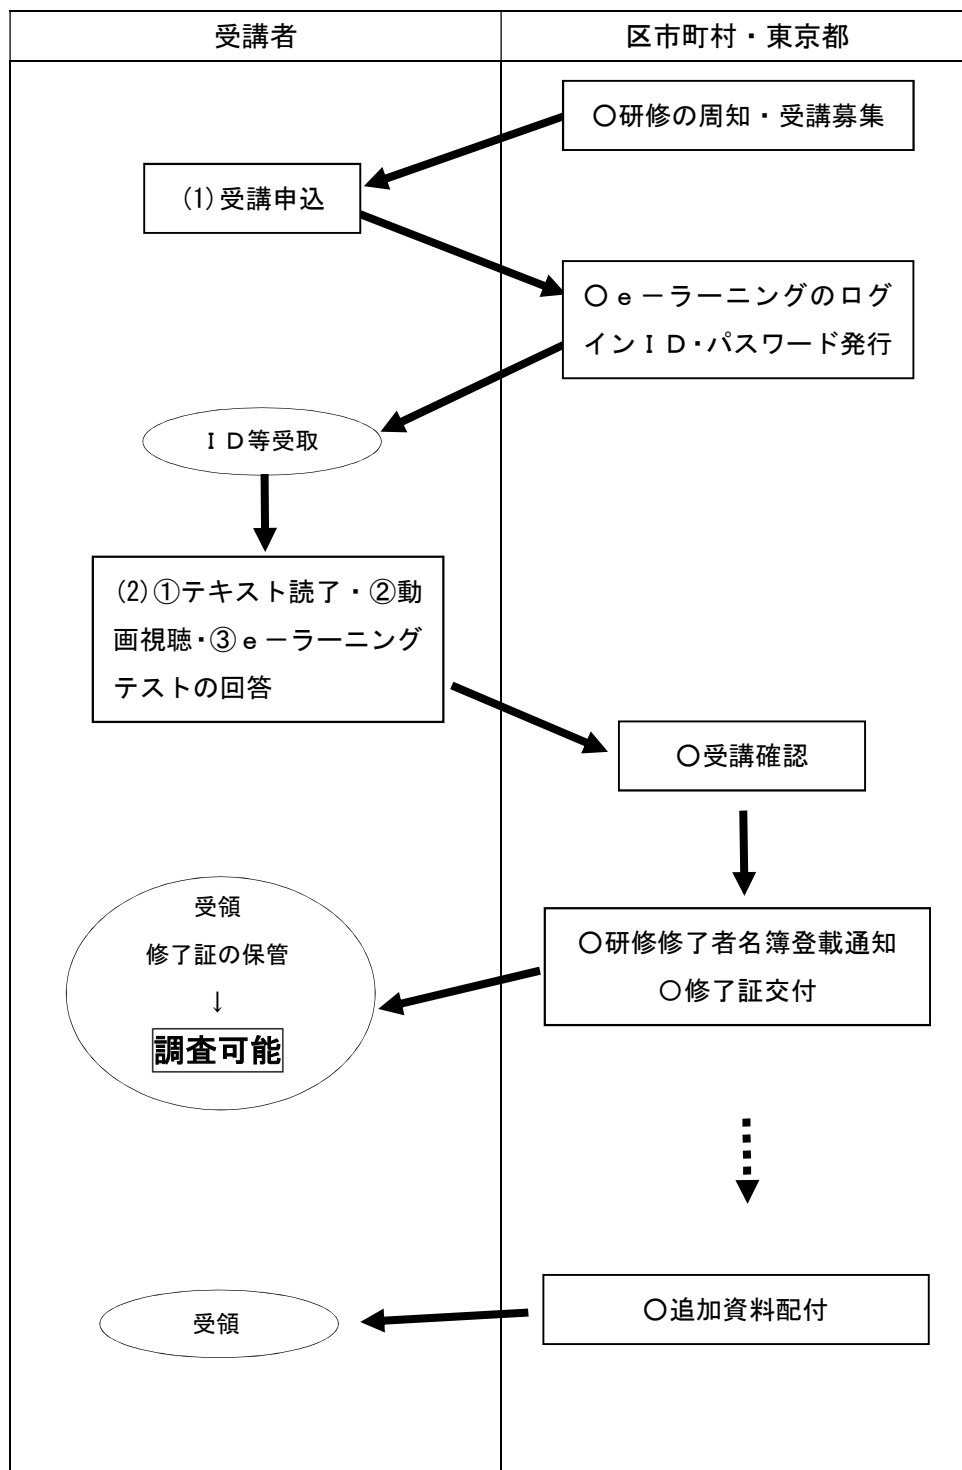 受講者
区市町村・東京都
○研修の周知・受講募集
(1)受講申込
○ｅ－ラーニングのログ
インＩＤ・パスワード発行
ＩＤ等受取
(2)①テキスト読了・②動
画視聴・③ｅ－ラーニング
テストの回答
○受講確認
○研修修了者名簿登載通知
○修了証交付
受領
修了証の保管
↓
調査可能
○追加資料配付
受領